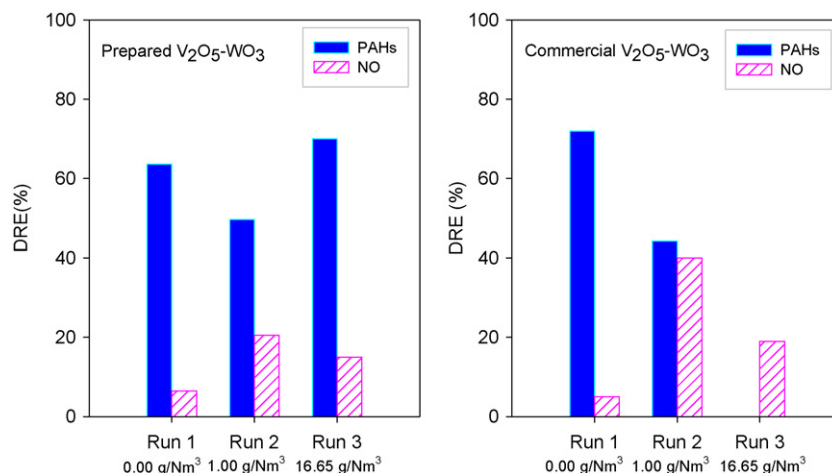 100
80
60
40
20
0
DRE(%)
Prepared V₂O₅-WO₃
PAHs
NO
Run 1
Run 2
Run 3
0.00 g/Nm³
1.00 g/Nm³
16.65 g/Nm³
100
80
60
40
20
0
DRE (%)
Commercial V₂O₅-WO₃
PAHs
NO
Run 1
Run 2
Run 3
0.00 g/Nm³
1.00 g/Nm³
16.65 g/Nm³